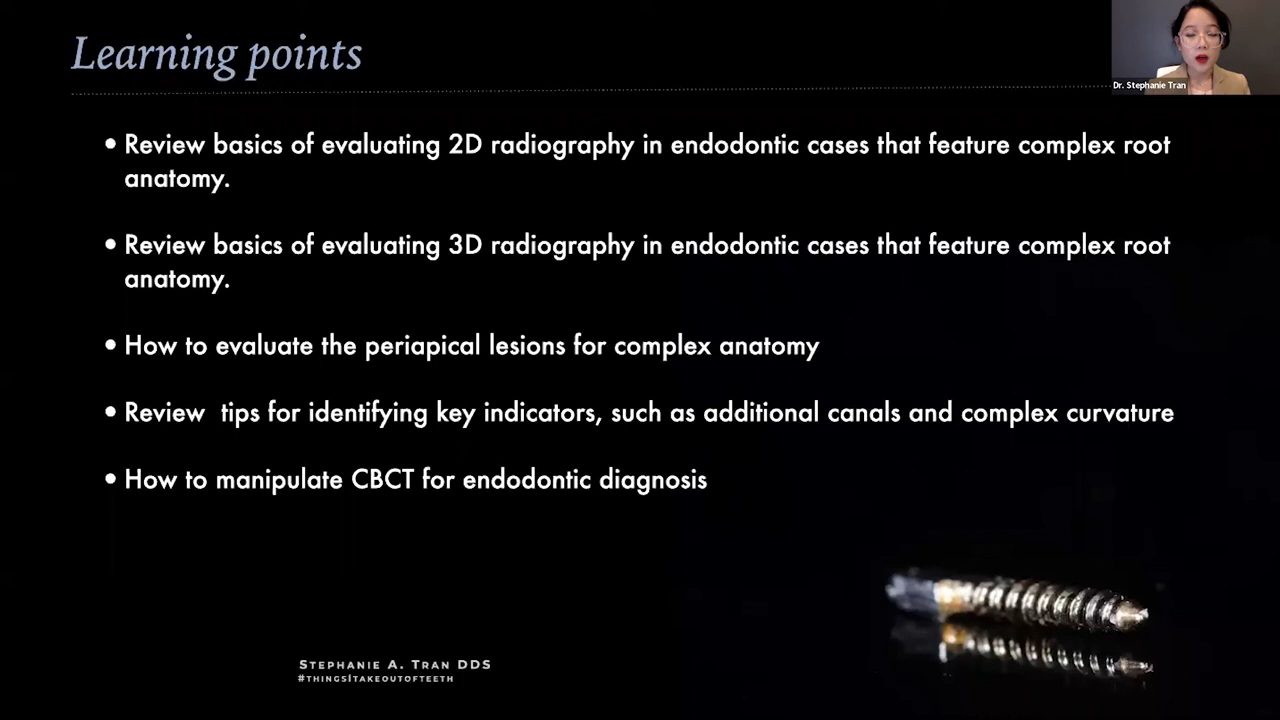 Learning points
Dr. Stephanie Tran
• Review basics of evaluating 2D radiography in endodontic cases that feature complex root
anatomy.
• Review basics of evaluating 3D radiography in endodontic cases that feature complex root
anatomy.
• How to evaluate the periapical lesions for complex anatomy
• Review  tips for identifying key indicators, such as additional canals and complex curvature
• How to manipulate CBCT for endodontic diagnosis
Stephanie A. Tran DDS
#thingsItakeoutofteeth